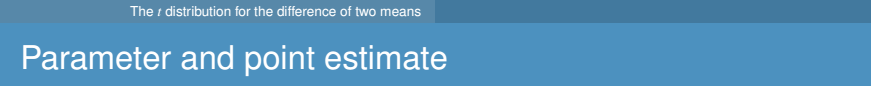 The t distribution for the difference of two means
Parameter and point estimate